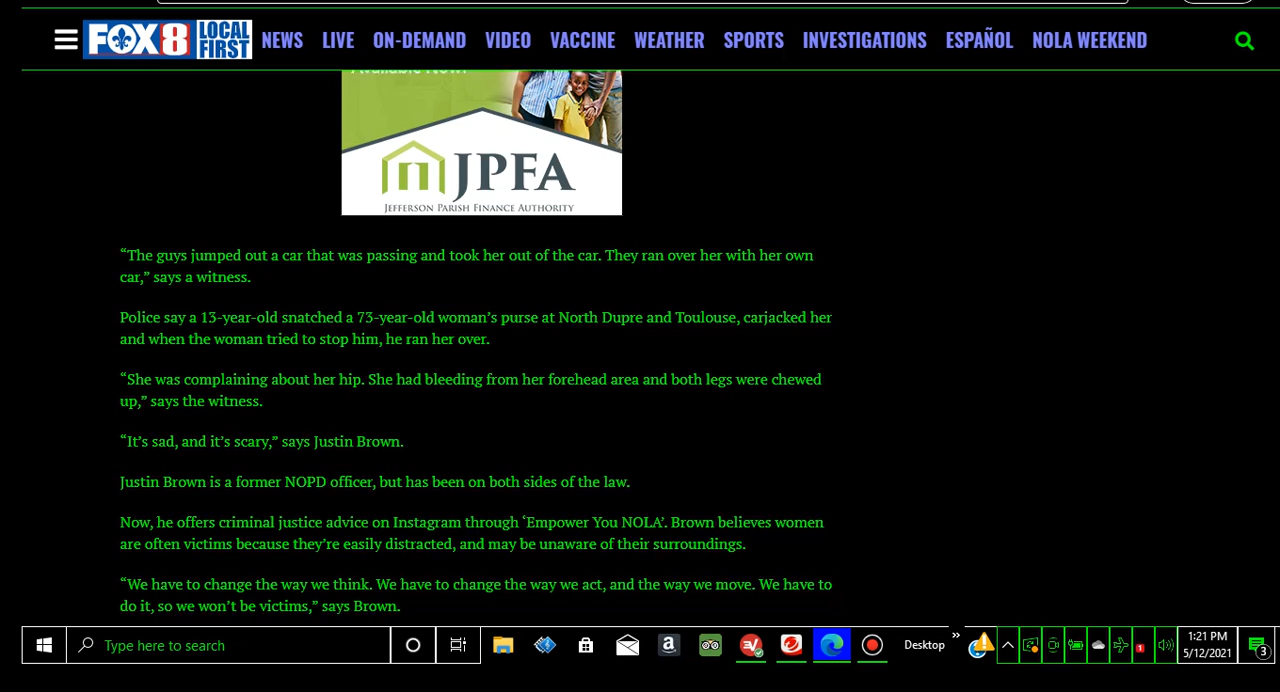 FOX 8 LOCAL FIRST NEWS LIVE ON-DEMAND VIDEO VACCINE WEATHER SPORTS INVESTIGATIONS ESPAÑOL NOLA WEEKEND
Available Now!
JPFA
JEFFERSON PARISH FINANCE AUTHORITY
“The guys jumped out a car that was passing and took her out of the car. They ran over her with her own
car,” says a witness.
Police say a 13-year-old snatched a 73-year-old woman’s purse at North Dupre and Toulouse, carjacked her
and when the woman tried to stop him, he ran her over.
“She was complaining about her hip. She had bleeding from her forehead area and both legs were chewed
up,” says the witness.
“It’s sad, and it’s scary,” says Justin Brown.
Justin Brown is a former NOPD officer, but has been on both sides of the law.
Now, he offers criminal justice advice on Instagram through ‘Empower You NOLA’. Brown believes women
are often victims because they’re easily distracted, and may be unaware of their surroundings.
“We have to change the way we think. We have to change the way we act, and the way we move. We have to
do it, so we won’t be victims,” says Brown.
Type here to search
Desktop
1
1:21 PM
5/12/2021
3